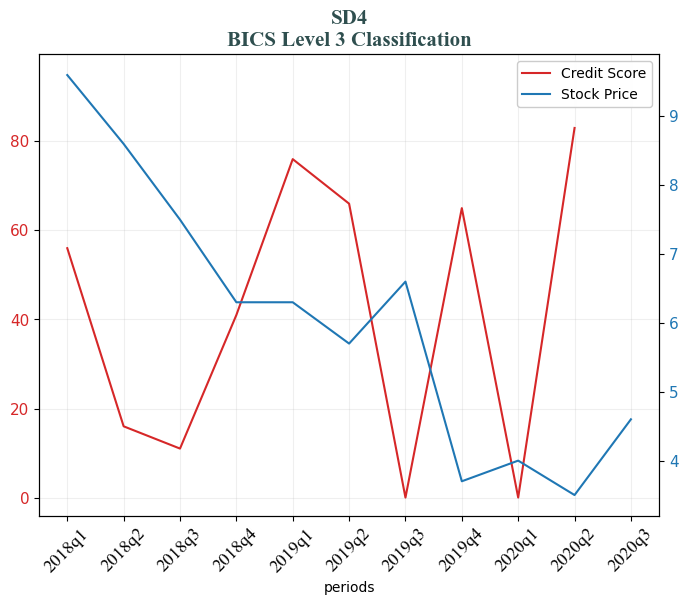 SD4
BICS Level 3 Classification
Credit Score
Stock Price
80
60
40
20
0
9
8
7
6
5
4
2018q1
2018q2
2018q3
2018q4
2019q1
2019q2
2019q3
2019q4
2020q1
2020q2
2020q3
periods